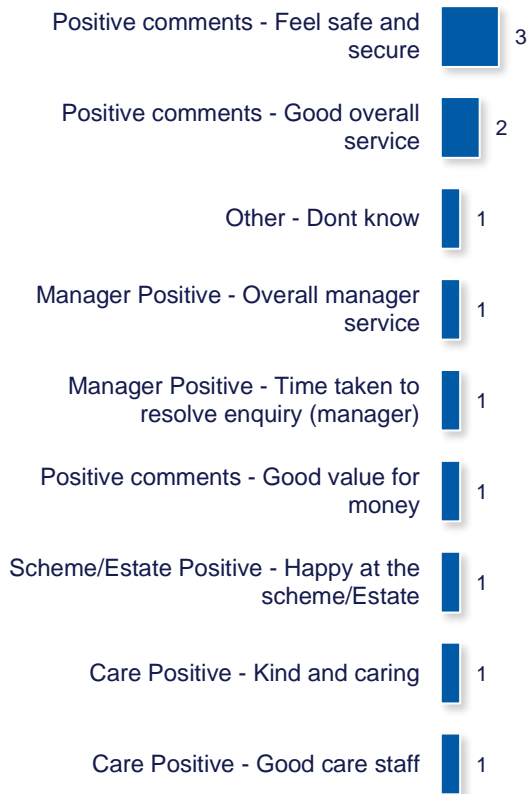 Positive comments - Feel safe and
secure
3
Positive comments - Good overall
service
2
Other - Dont know
1
Manager Positive - Overall manager
service
1
Manager Positive - Time taken to
resolve enquiry (manager)
1
Positive comments - Good value for
money
1
Scheme/Estate Positive - Happy at the
scheme/Estate
1
Care Positive - Kind and caring
1
Care Positive - Good care staff
1